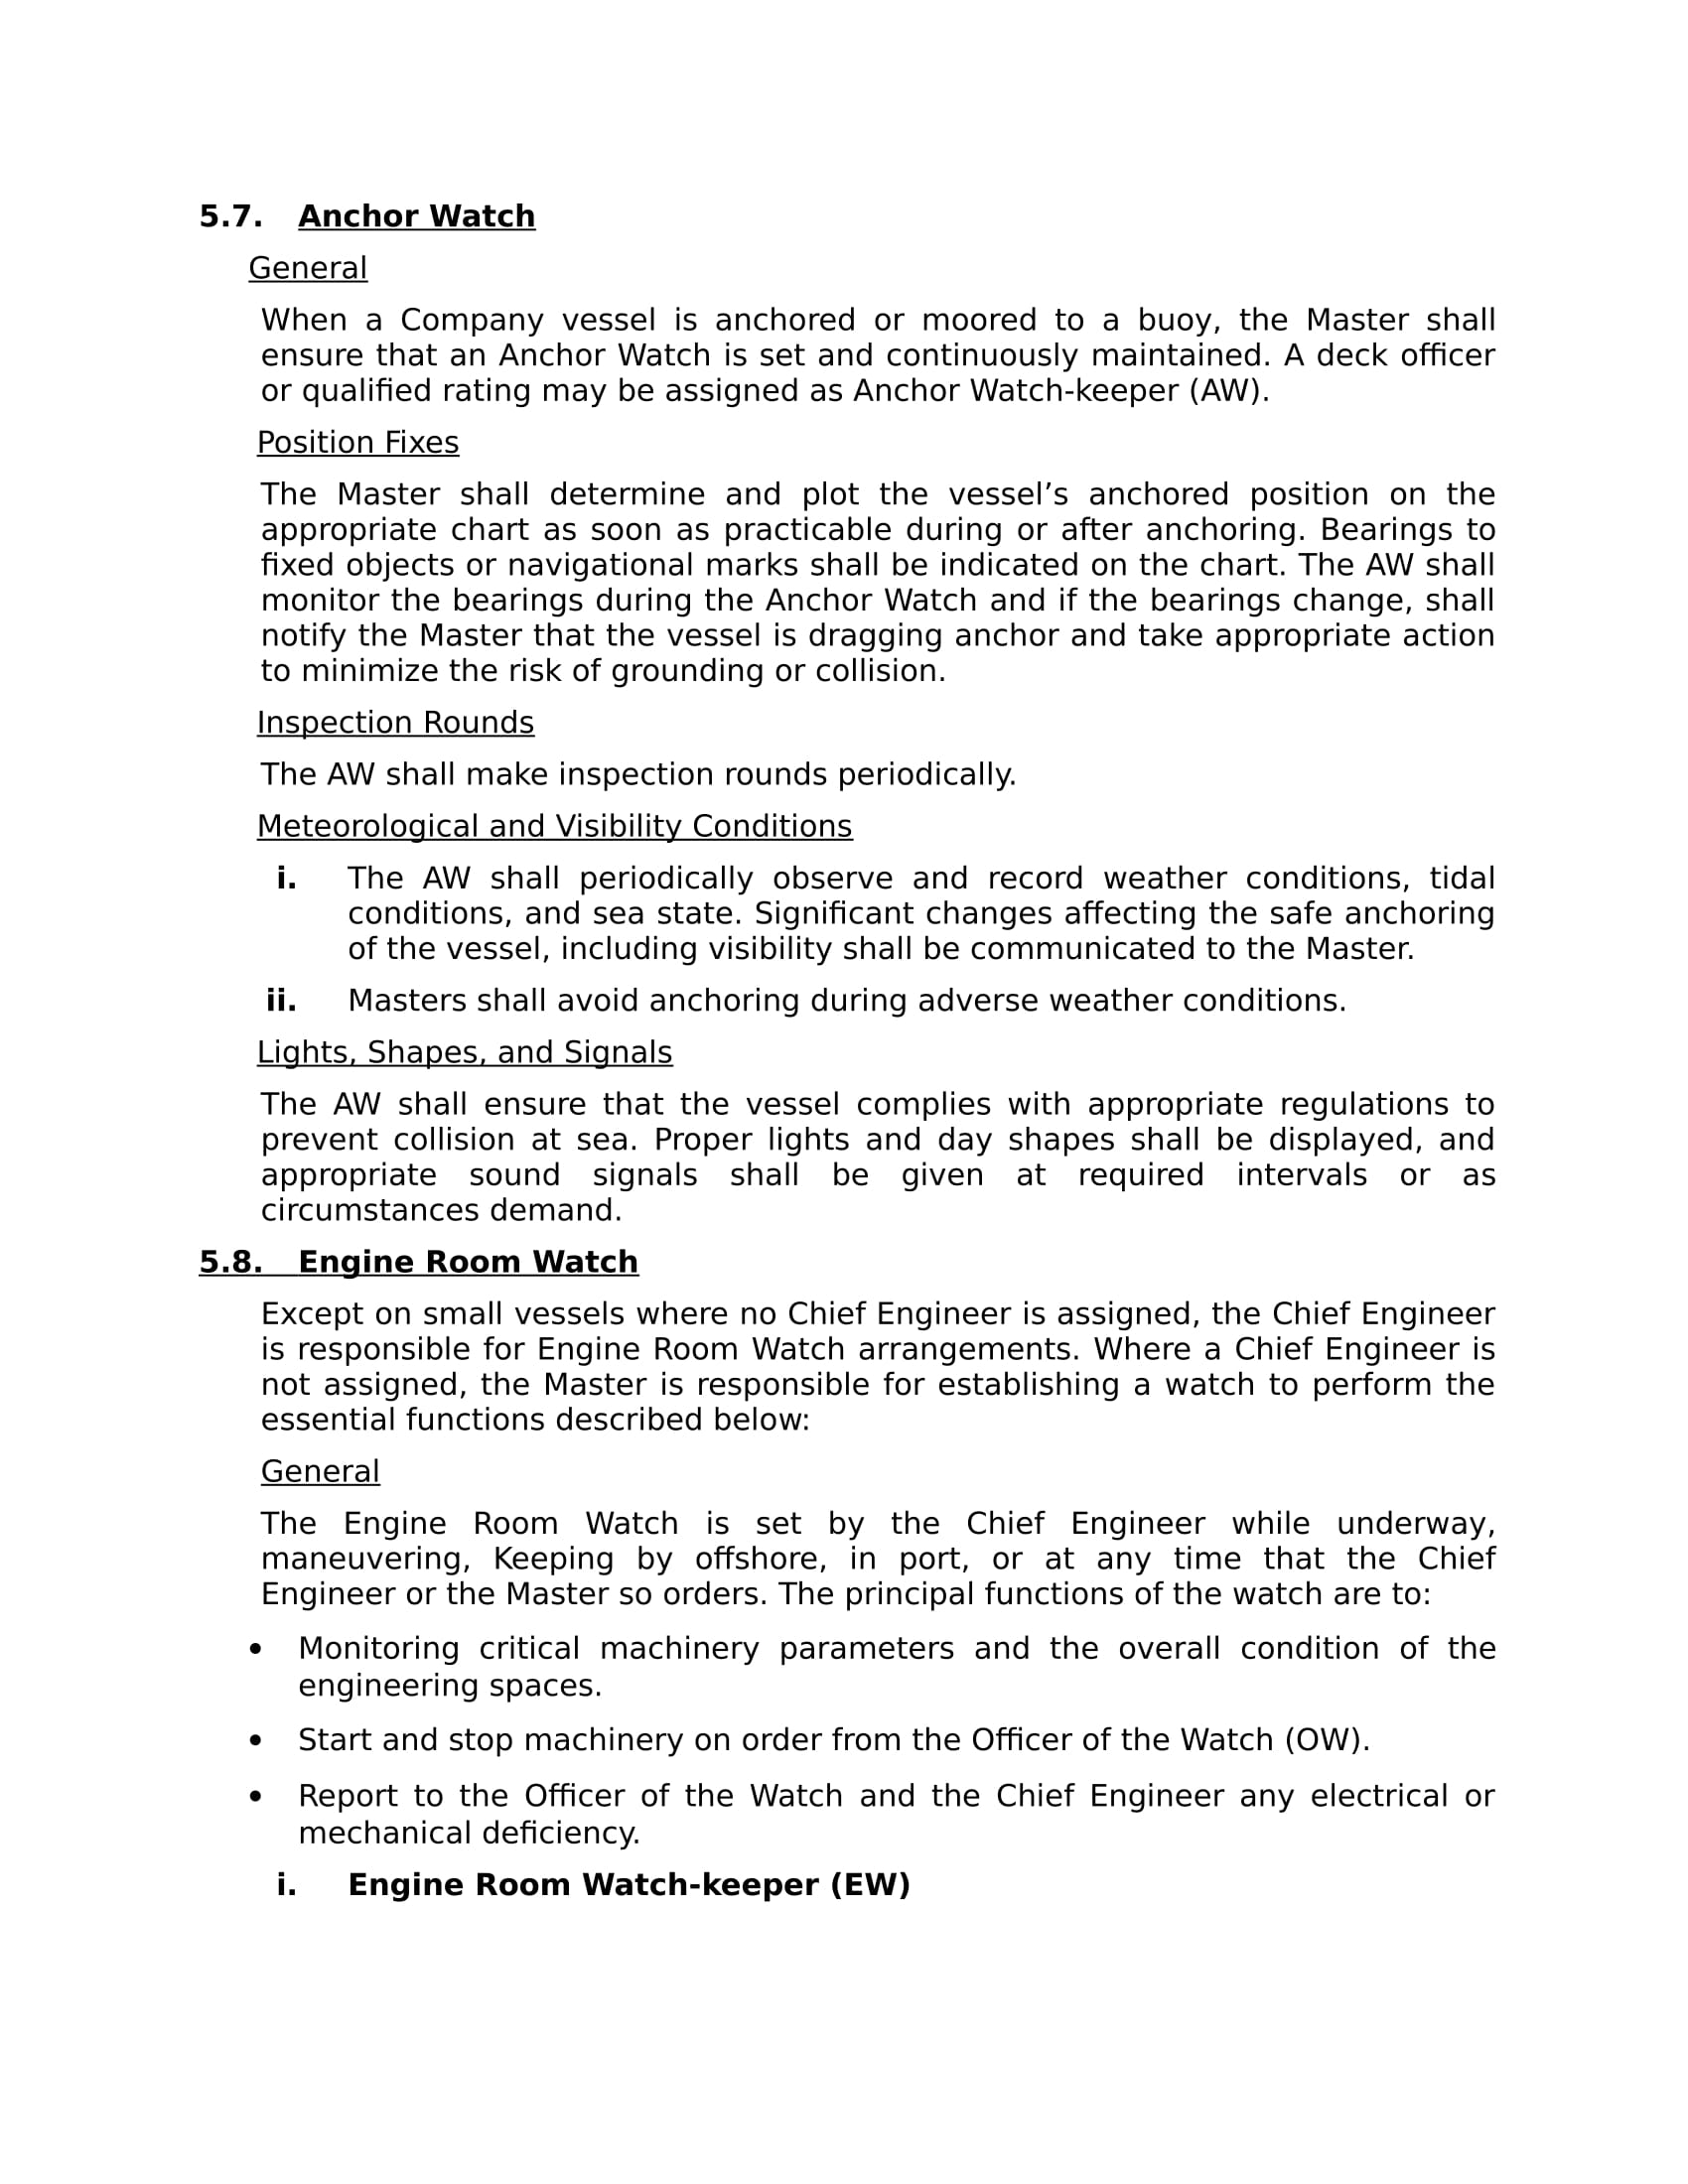 5.7. Anchor Watch
General
When a Company vessel is anchored or moored to a buoy, the Master shall
ensure that an Anchor Watch is set and continuously maintained. A deck officer
or qualified rating may be assigned as Anchor Watch-keeper (AW).
Position Fixes
The Master shall determine and plot the vessel’s anchored position on the
appropriate chart as soon as practicable during or after anchoring. Bearings to
fixed objects or navigational marks shall be indicated on the chart. The AW shall
monitor the bearings during the Anchor Watch and if the bearings change, shall
notify the Master that the vessel is dragging anchor and take appropriate action
to minimize the risk of grounding or collision.
Inspection Rounds
The AW shall make inspection rounds periodically.
Meteorological and Visibility Conditions
i. The AW shall periodically observe and record weather conditions, tidal
conditions, and sea state. Significant changes affecting the safe anchoring
of the vessel, including visibility shall be communicated to the Master.
ii. Masters shall avoid anchoring during adverse weather conditions.
Lights, Shapes, and Signals
The AW shall ensure that the vessel complies with appropriate regulations to
prevent collision at sea. Proper lights and day shapes shall be displayed, and
appropriate sound signals shall be given at required intervals or as
circumstances demand.
5.8. Engine Room Watch
Except on small vessels where no Chief Engineer is assigned, the Chief Engineer
is responsible for Engine Room Watch arrangements. Where a Chief Engineer is
not assigned, the Master is responsible for establishing a watch to perform the
essential functions described below:
General
The Engine Room Watch is set by the Chief Engineer while underway,
maneuvering, Keeping by offshore, in port, or at any time that the Chief
Engineer or the Master so orders. The principal functions of the watch are to:
• Monitoring critical machinery parameters and the overall condition of the
engineering spaces.
• Start and stop machinery on order from the Officer of the Watch (OW).
• Report to the Officer of the Watch and the Chief Engineer any electrical or
mechanical deficiency.
i. Engine Room Watch-keeper (EW)